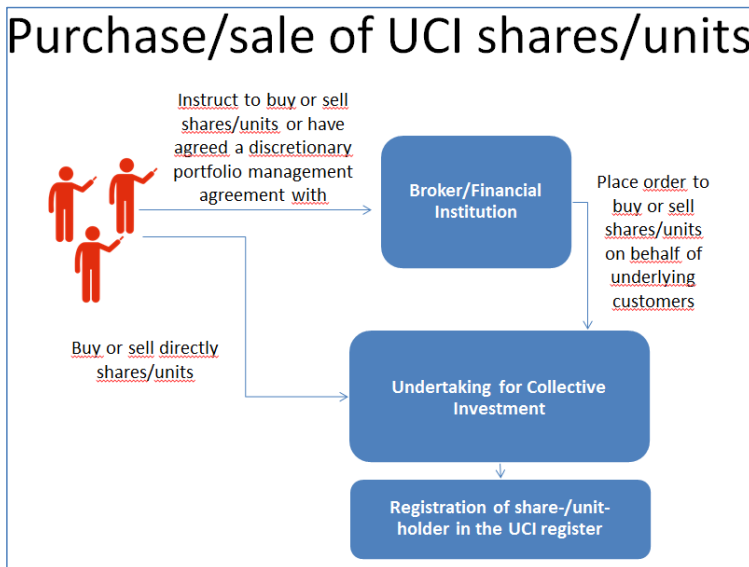 Purchase/sale of UCI shares/units
Instruct to buy or sell
shares/units or have
agreed a discretionary
portfolio management
agreement with
Broker/Financial
Institution
Place order to
buy or sell
shares/units
on behalf of
underlying
customers
Buy or sell directly
shares/units
Undertaking for Collective
Investment
Registration of share-/unit-
holder in the UCI register